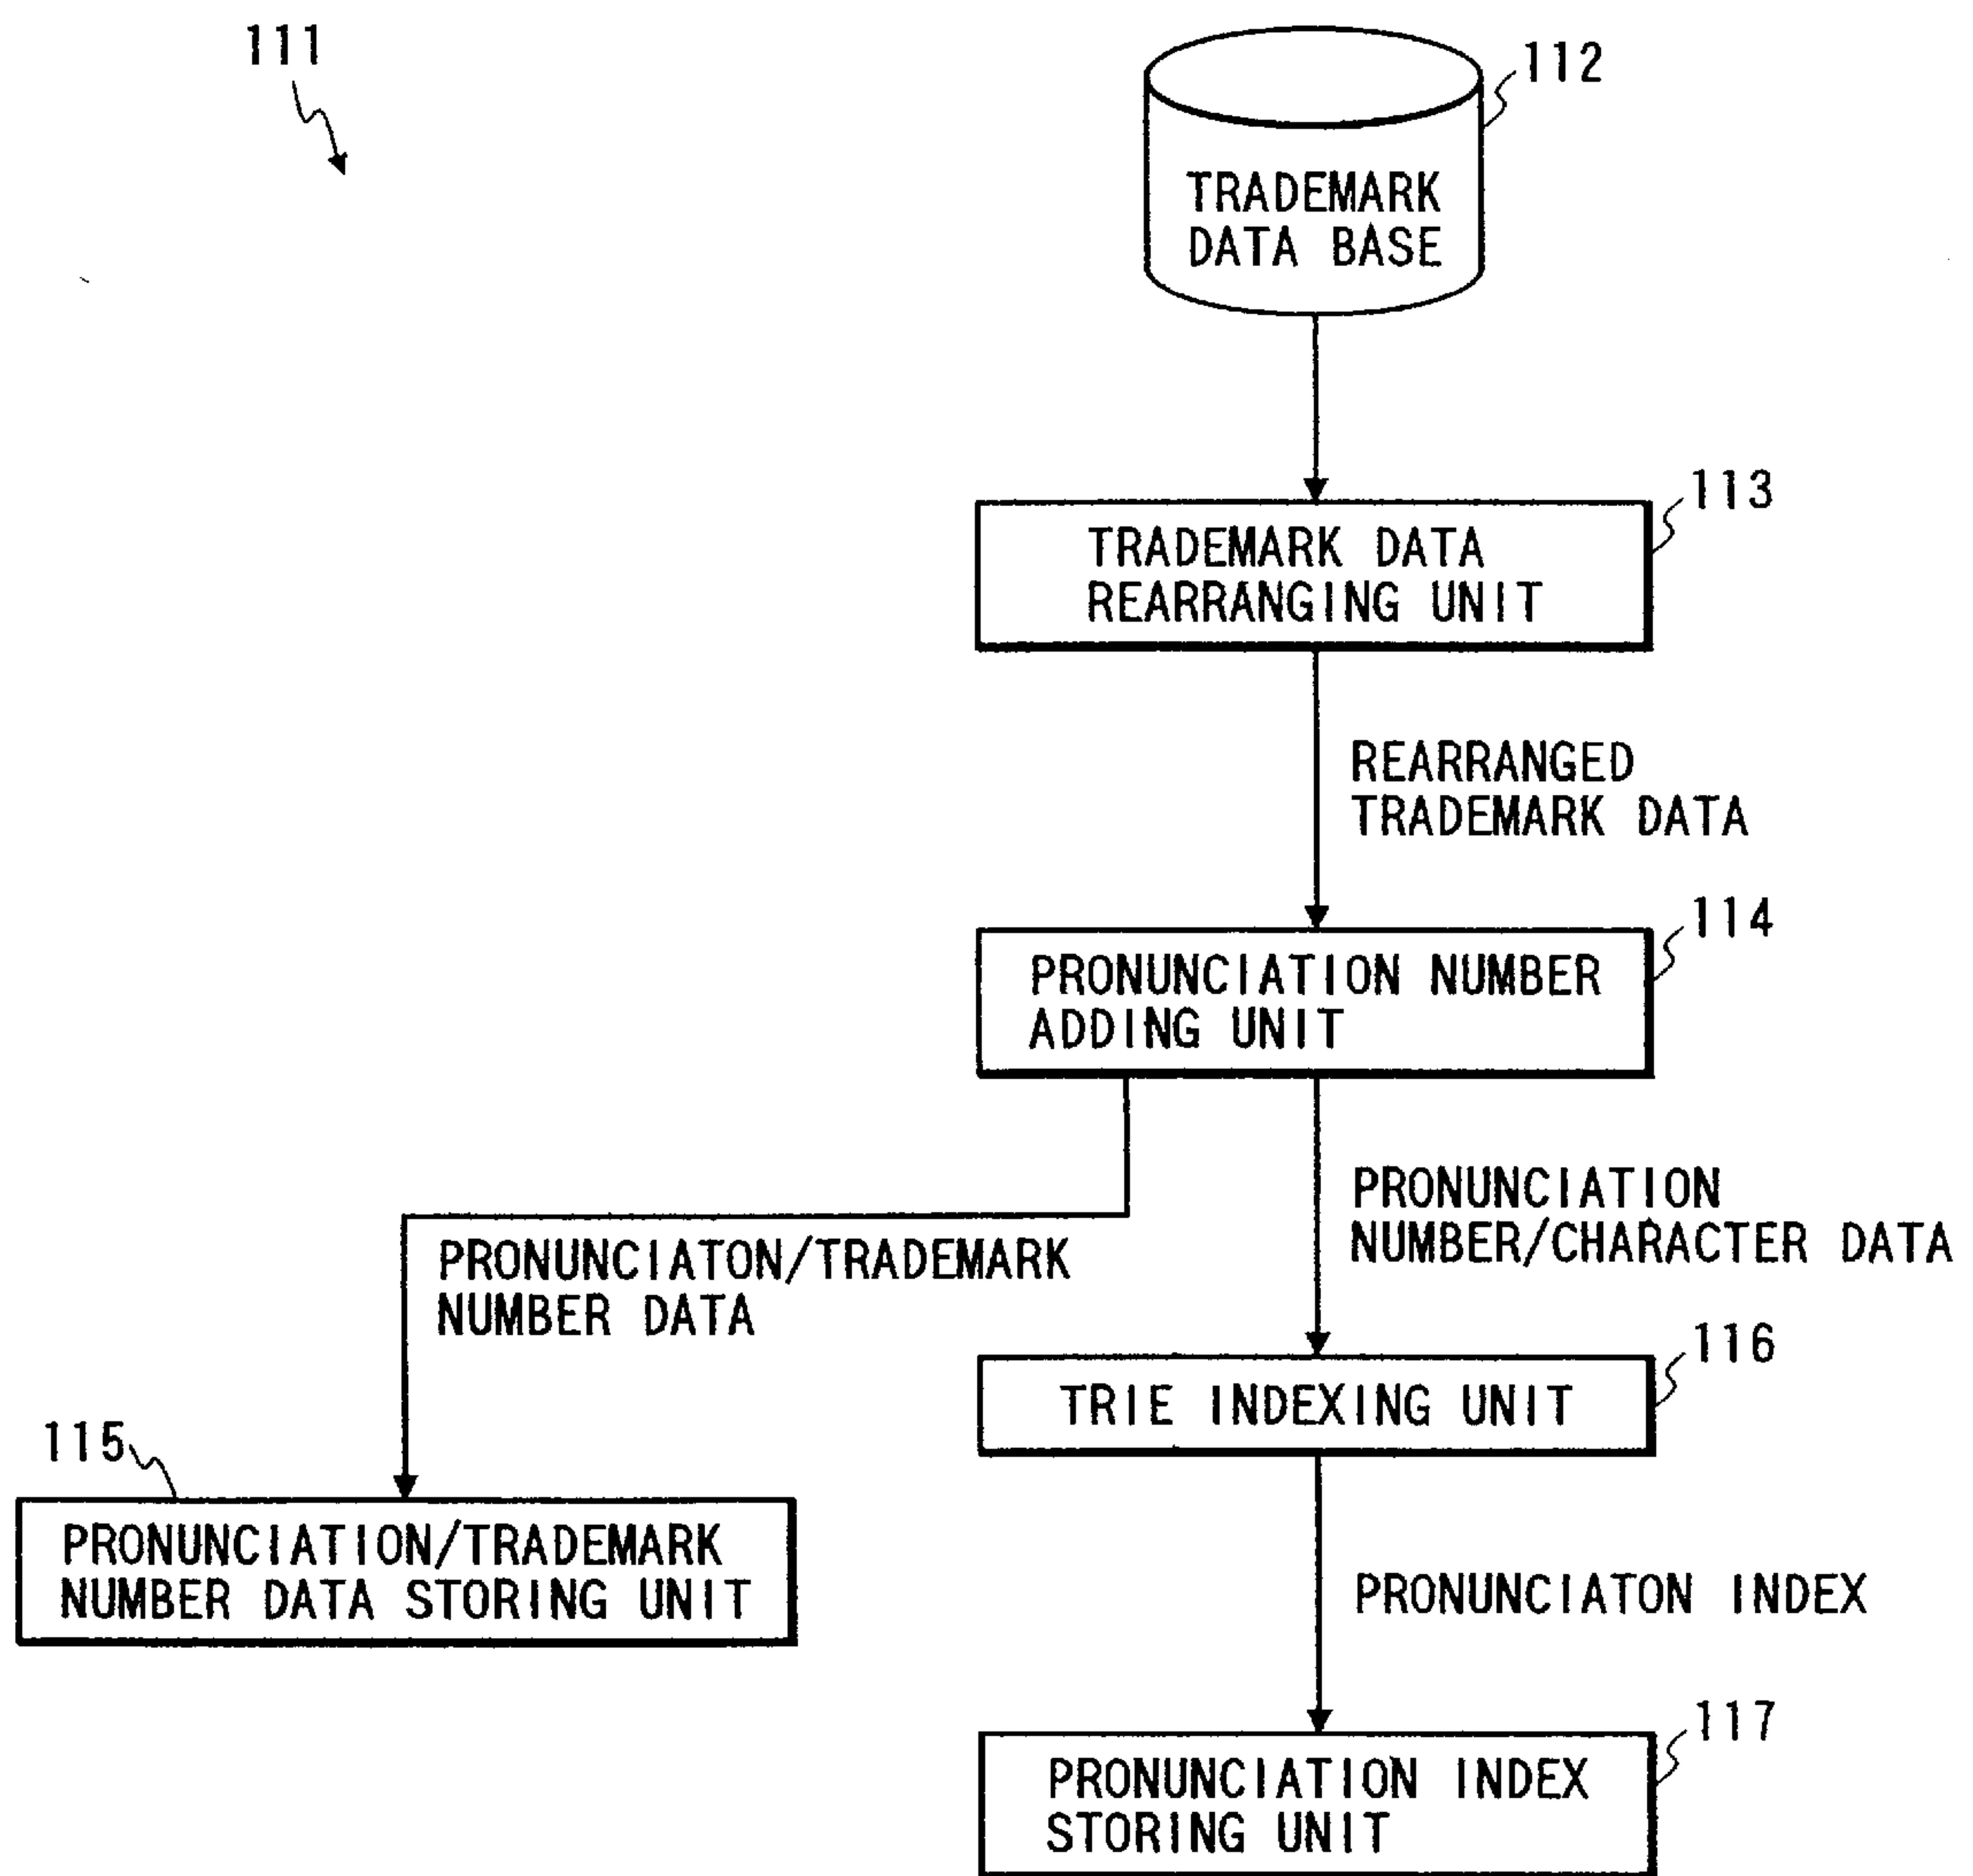 111
112
TRADEMARK
DATA BASE
113
TRADEMARK DATA
REARRANGING UNIT
REARRANGED
TRADEMARK DATA
114
PRONUNCIATION NUMBER
ADDING UNIT
PRONUNCIATION
NUMBER/CHARACTER DATA
PRONUNCIATON/TRADEMARK
NUMBER DATA
116
TRIE INDEXING UNIT
115
PRONUNCIATION/TRADEMARK
NUMBER DATA STORING UNIT
PRONUNCIATON INDEX
117
PRONUNCIATION INDEX
STORING UNIT